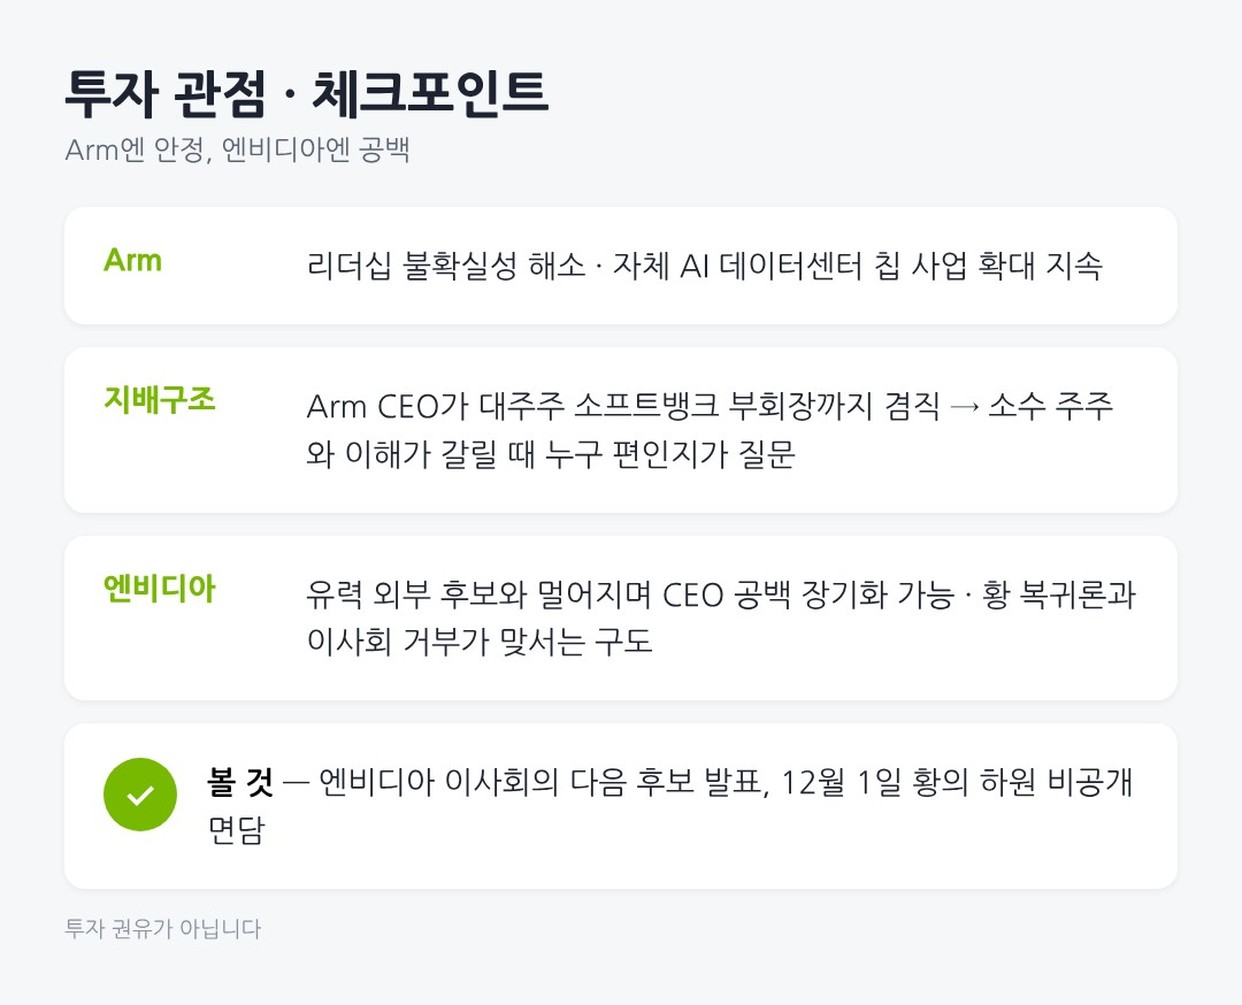 투자 관점 · 체크포인트
Arm엔 안정, 엔비디아엔 공백
Arm
리더십 불확실성 해소 · 자체 AI 데이터센터 칩 사업 확대 지속
지배구조
Arm CEO가 대주주 소프트뱅크 부회장까지 겸직 → 소수 주주
와 이해가 갈릴 때 누구 편인지가 질문
엔비디아
유력 외부 후보와 멀어지며 CEO 공백 장기화 가능 · 황 복귀론과
이사회 거부가 맞서는 구도
볼 것 — 엔비디아 이사회의 다음 후보 발표, 12월 1일 황의 하원 비공개
면담
투자 권유가 아닙니다